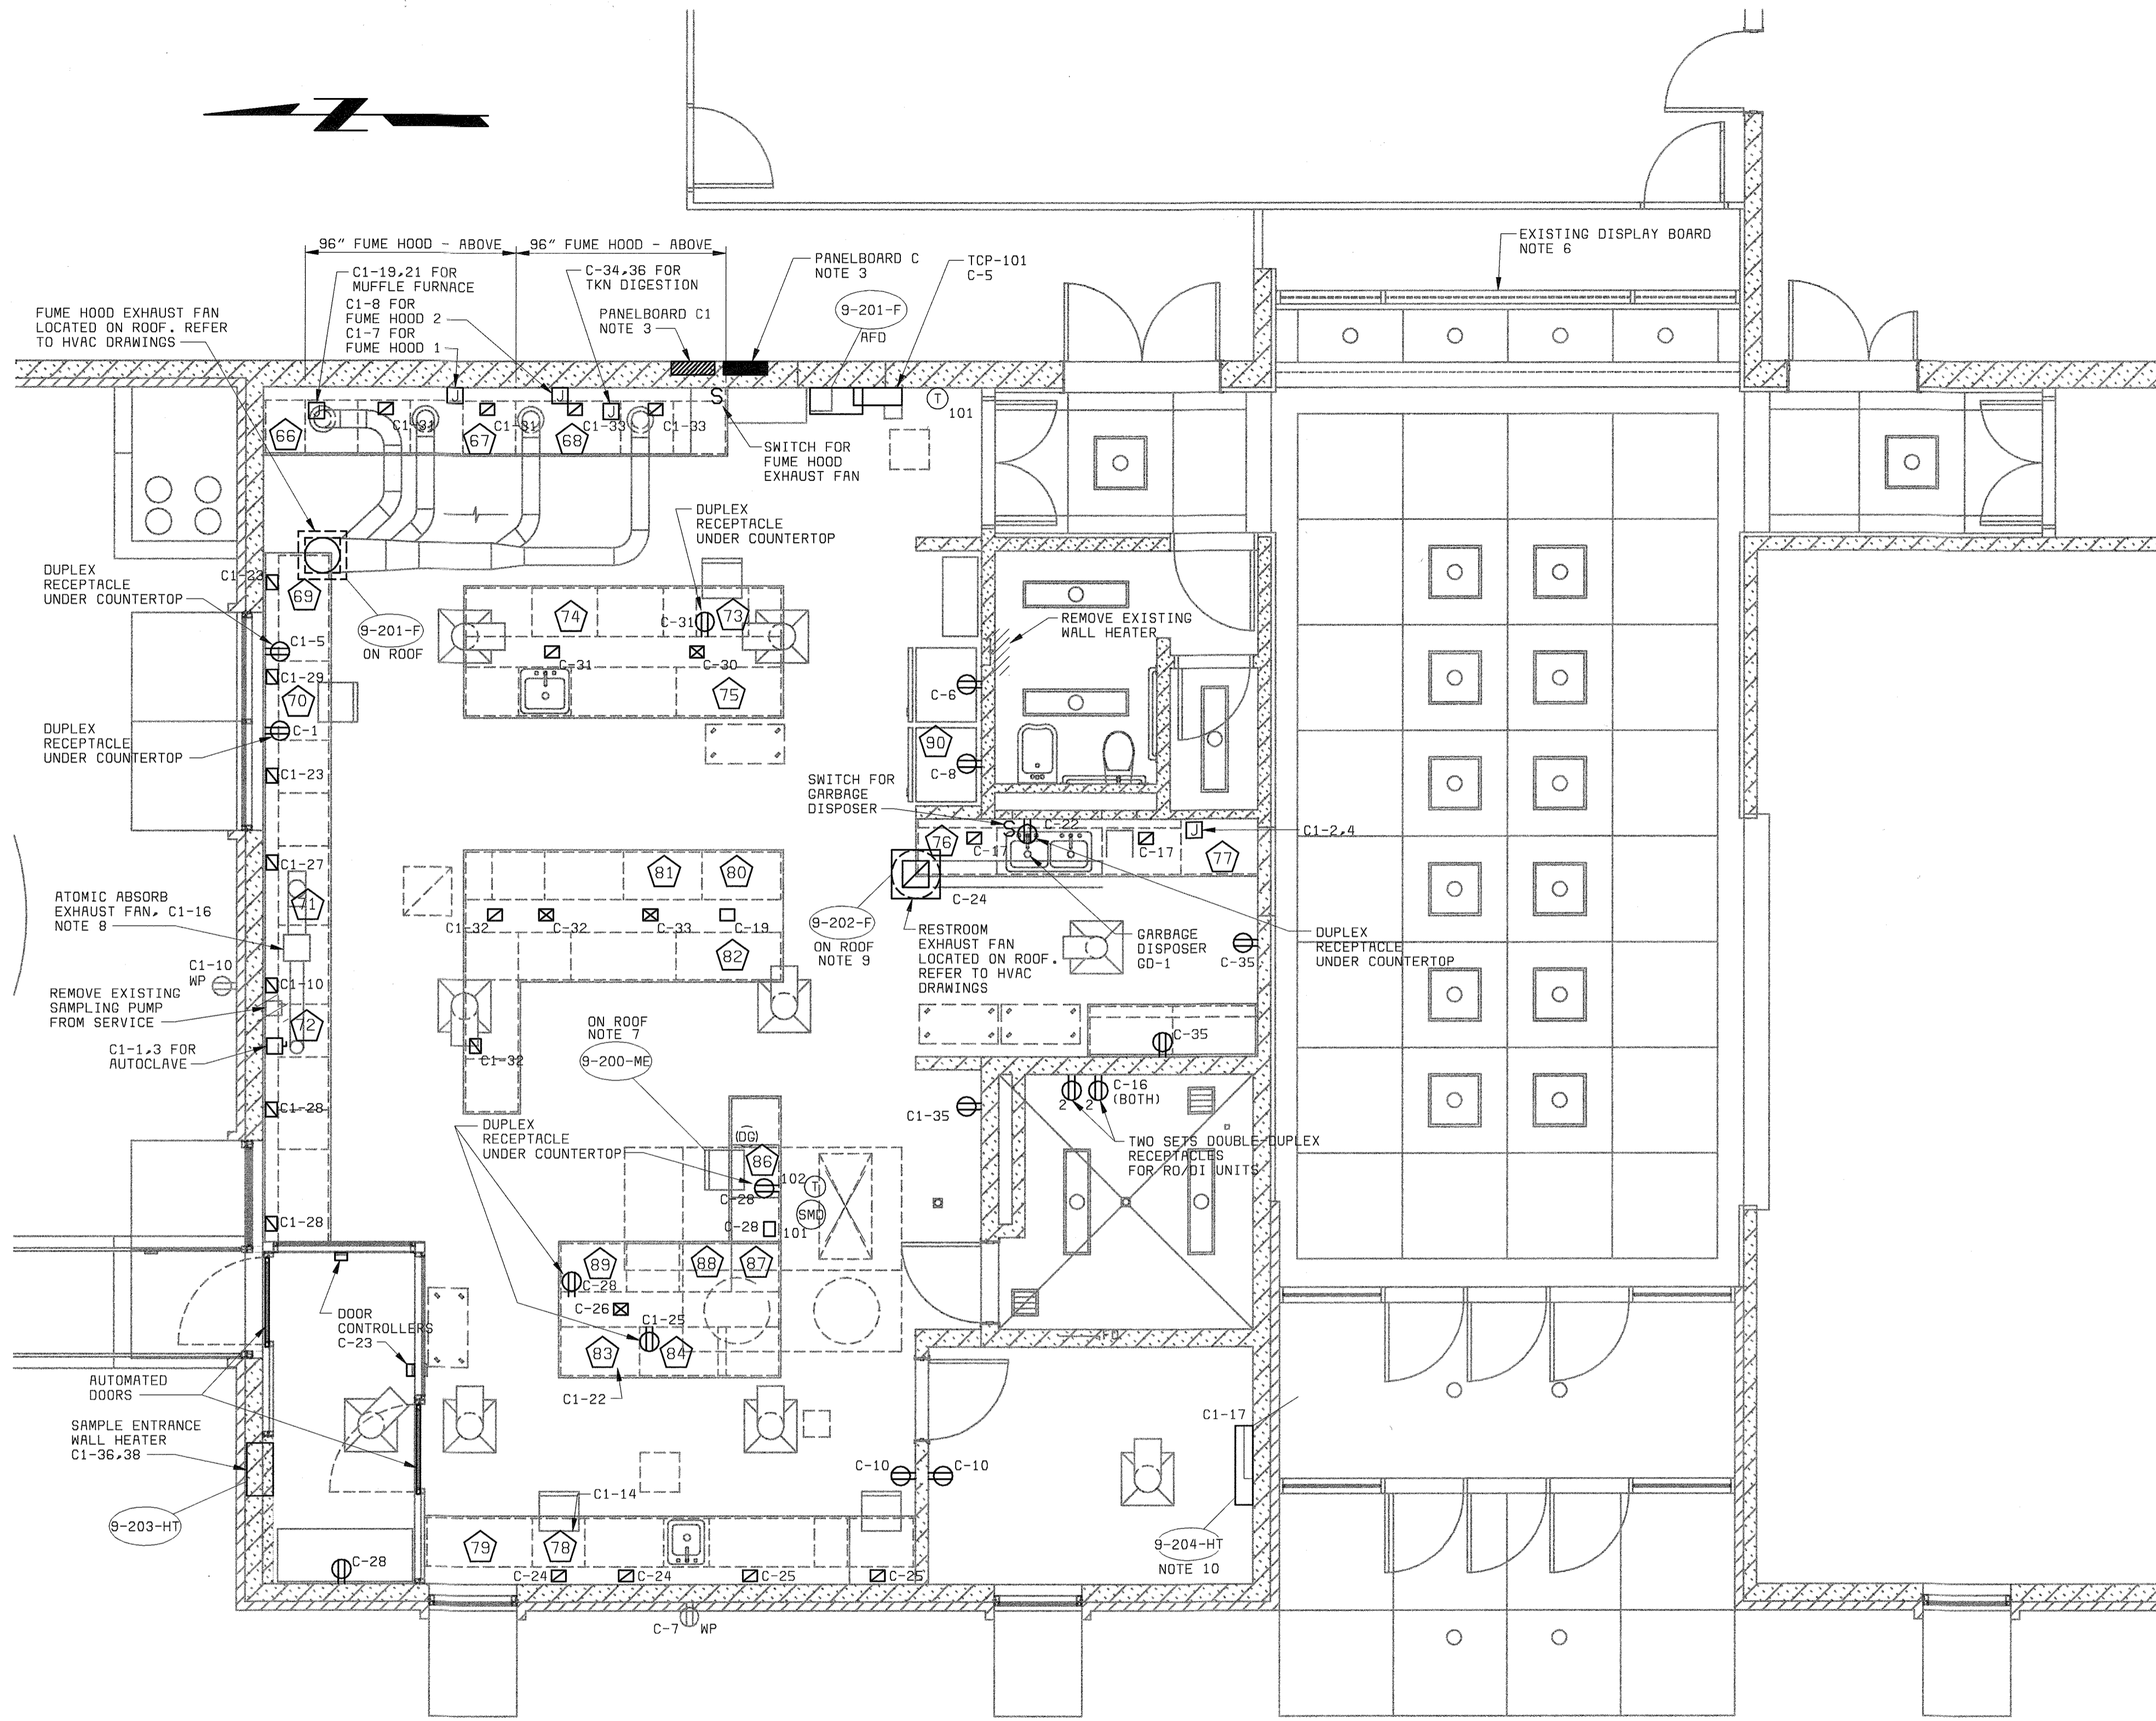 96" FUME HOOD - ABOVE
96" FUME HOOD - ABOVE
EXISTING DISPLAY BOARD
NOTE 6
C1-19,21 FOR
MUFFLE FURNACE
C1-8 FOR
FUME HOOD 2
C1-7 FOR
FUME HOOD 1
C-34,36 FOR
TKN DIGESTION
PANELBOARD C1
NOTE 3
PANELBOARD C
NOTE 3
9-201-F
AFD
TCP-101
C-5
FUME HOOD EXHAUST FAN
LOCATED ON ROOF. REFER
TO HVAC DRAWINGS
J
J
J
S
T
101
66
C1-31
67
C1-31
68
C1-33
C1-33
SWITCH FOR
FUME HOOD
EXHAUST FAN
DUPLEX
RECEPTACLE
UNDER COUNTERTOP
DUPLEX
RECEPTACLE
UNDER COUNTERTOP
C1-23
69
C1-5
9-201-F
ON ROOF
74
C-31
73
C-31
C-30
75
REMOVE EXISTING
WALL HEATER
C1-29
70
C-6
DUPLEX
RECEPTACLE
UNDER COUNTERTOP
C-1
C1-23
90
C-8
SWITCH FOR
GARBAGE
DISPOSER
S
C-22
76
C-17
C-17
J
C1-2,4
77
C1-27
81
80
71
C-24
ATOMIC ABSORB
EXHAUST FAN, C1-16
NOTE 8
C1-32
C-32
C-33
C-19
82
9-202-F
ON ROOF
NOTE 9
RESTROOM
EXHAUST FAN
LOCATED ON ROOF.
REFER TO HVAC
DRAWINGS
GARBAGE
DISPOSER
GD-1
C-35
DUPLEX
RECEPTACLE
UNDER COUNTERTOP
C1-10
WP
C1-10
REMOVE EXISTING
SAMPLING PUMP
FROM SERVICE
72
C1-1,3 FOR
AUTOCLAVE
C1-32
ON ROOF
NOTE 7
9-200-ME
C-35
C1-28
C1-35
2
2
C-16
(BOTH)
DUPLEX
RECEPTACLE
UNDER COUNTERTOP
(DG)
86
102
T
C-28
TWO SETS DOUBLE-DUPLEX
RECEPTACLES
FOR RO/DI UNITS
C1-28
SMD
C-28
101
89
88
87
C-28
C-26
C1-25
83
84
C1-22
DOOR
CONTROLLERS
C-23
AUTOMATED
DOORS
SAMPLE ENTRANCE
WALL HEATER
C1-36,38
9-203-HT
C1-17
C-10
C-10
C1-14
79
78
9-204-HT
NOTE 10
C-28
C-24
C-24
C-25
C-25
C-7
WP